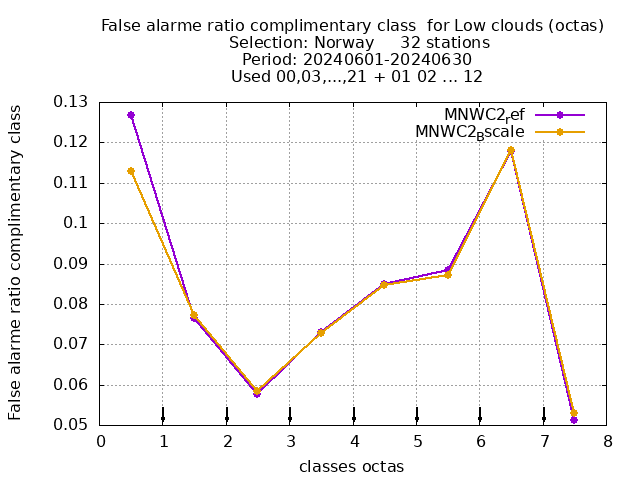 False alarme ratio complimentary class  for Low clouds (octas)
Selection: Norway     32 stations
Period: 20240601-20240630
Used 00,03,...,21 + 01 02 ... 12
MNWC2ref
MNWC2Bscale
False alarme ratio complimentary class
0.13
0.12
0.11
0.1
0.09
0.08
0.07
0.06
0.05
0 1 2 3 4 5 6 7 8
classes octas